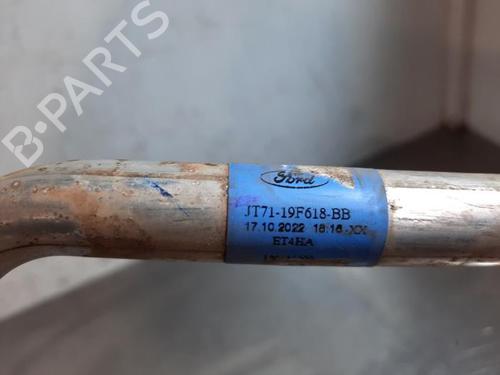 B-PARTS
Ford
JT71-19F618-BB
17.10.2022 18:16-XX
ET4HA